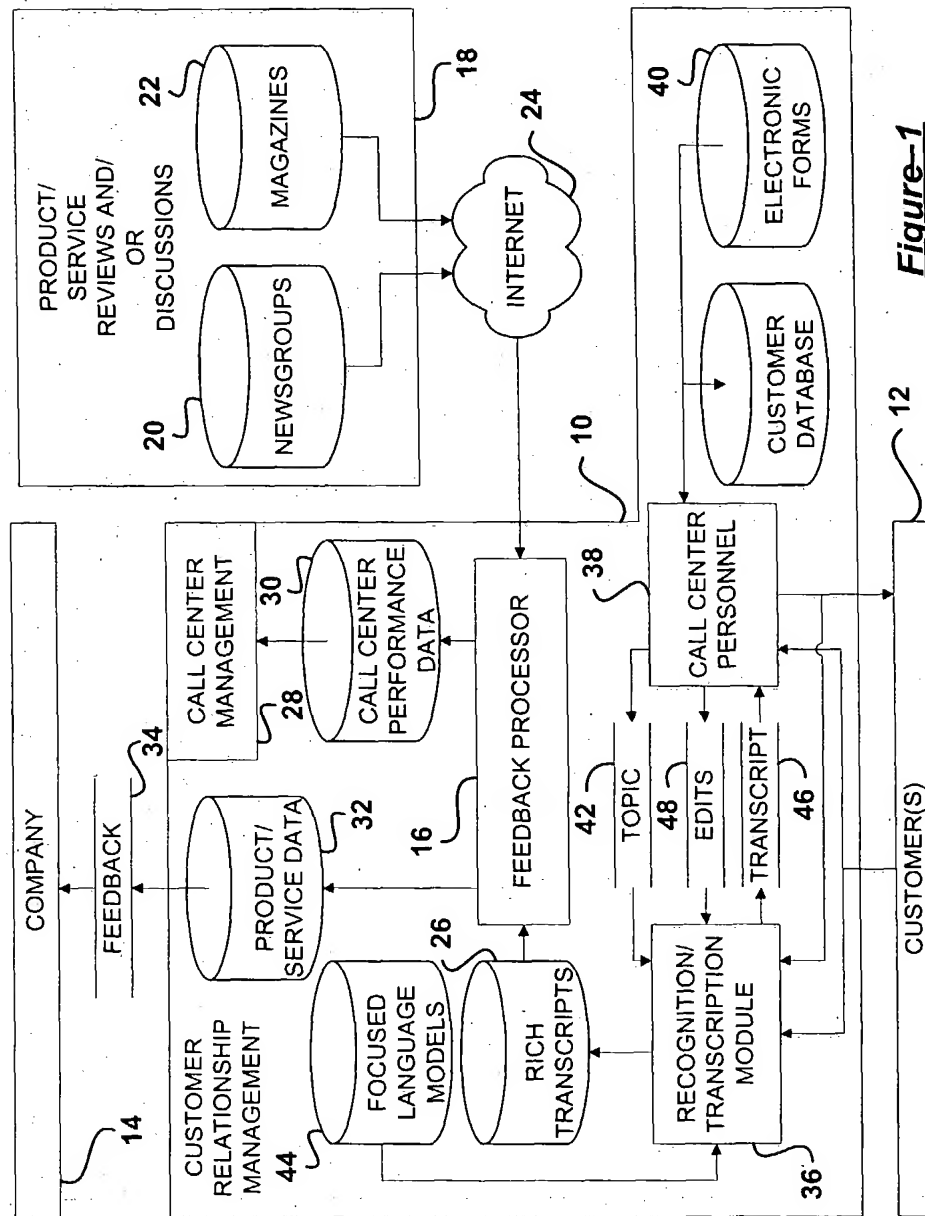 COMPANY
14
FEEDBACK
34
PRODUCT/
SERVICE
REVIEWS AND/
OR
DISCUSSIONS
20
NEWSGROUPS
22
MAGAZINES
18
INTERNET
24
10
CUSTOMER
RELATIONSHIP
MANAGEMENT
PRODUCT/
SERVICE DATA
32
CALL CENTER
MANAGEMENT
28
30
CALL CENTER
PERFORMANCE
DATA
44
FOCUSED
LANGUAGE
MODELS
26
RICH
TRANSCRIPTS
16
FEEDBACK PROCESSOR
RECOGNITION/
TRANSCRIPTION
MODULE
36
42
TOPIC
48
EDITS
TRANSCRIPT
46
38
CALL CENTER
PERSONNEL
CUSTOMER
DATABASE
ELECTRONIC
FORMS
40
CUSTOMER(S)
12
Figure-1